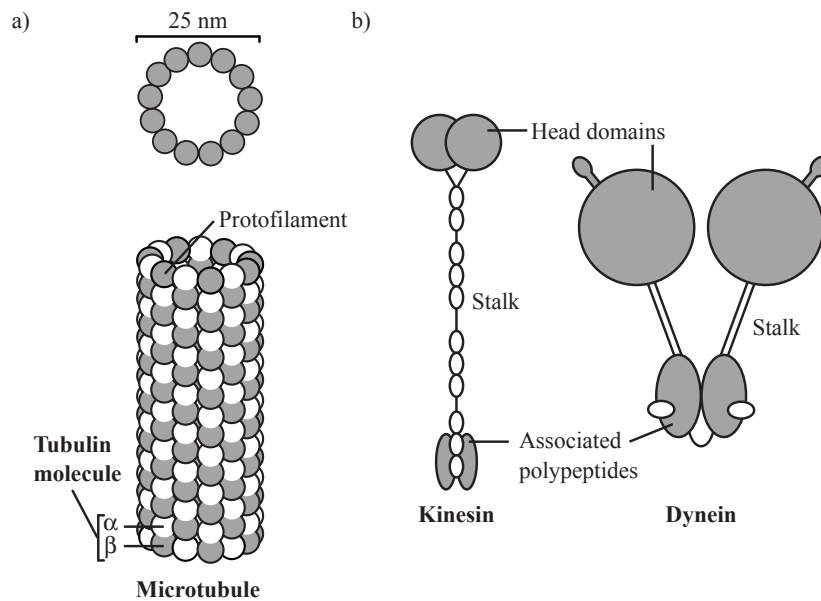 a)
25 nm
Protofilament
Tubulin
molecule
α
β
Microtubule
b)
Head domains
Stalk
Stalk
Associated
polypeptides
Kinesin
Dynein